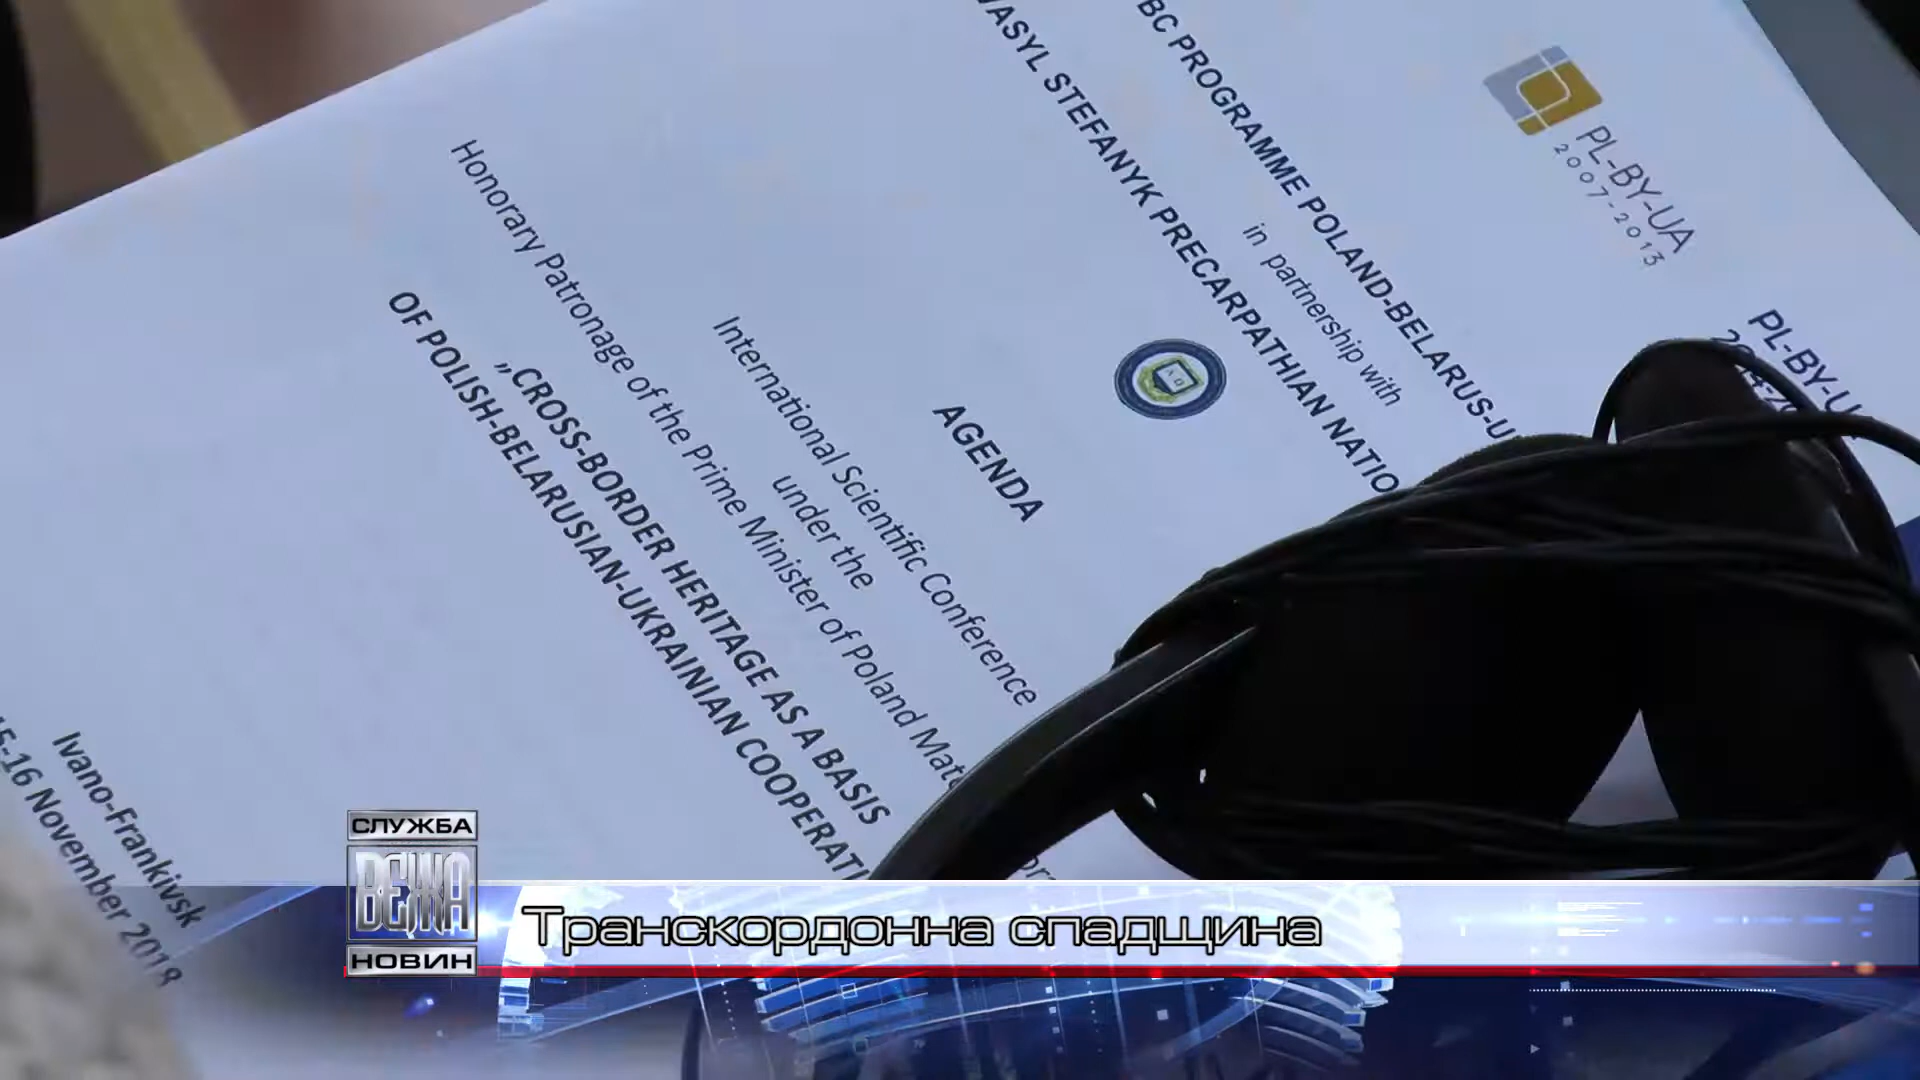 PL-BY-UA
2007-2013
PL-BY-U
BC PROGRAMME POLAND-BELARUS-U
in partnership with
WASYL STEFANYK PRECARPATHIAN NATIO
AGENDA
International Scientific Conference
under the
Honorary Patronage of the Prime Minister of Poland Mate
„CROSS-BORDER HERITAGE AS A BASIS
OF POLISH-BELARUSIAN-UKRAINIAN COOPERATI
Ivano-Frankivsk
15-16 November 2018
СЛУЖБА
ВЕЖА
НОВИН
Транскордонна спадщина